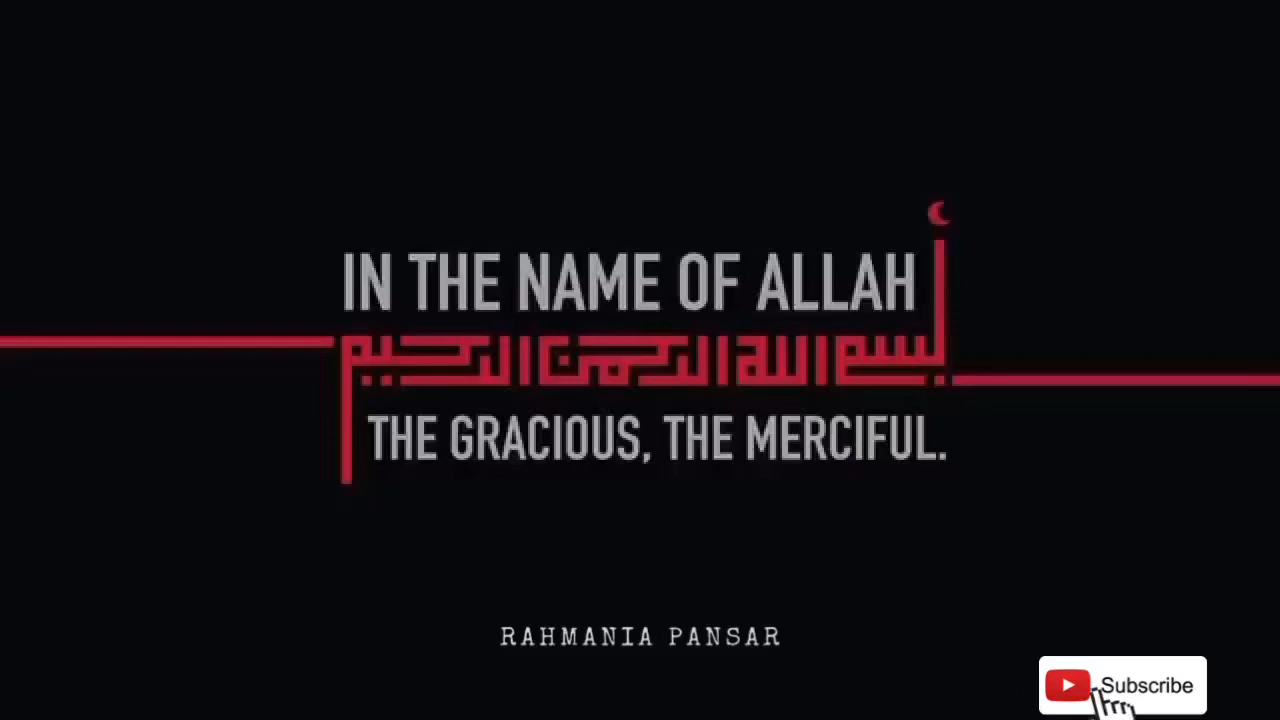 IN THE NAME OF ALLAH
بسم الله الرحمن الرحيم
THE GRACIOUS, THE MERCIFUL.
RAHMANIA PANSAR
Subscribe